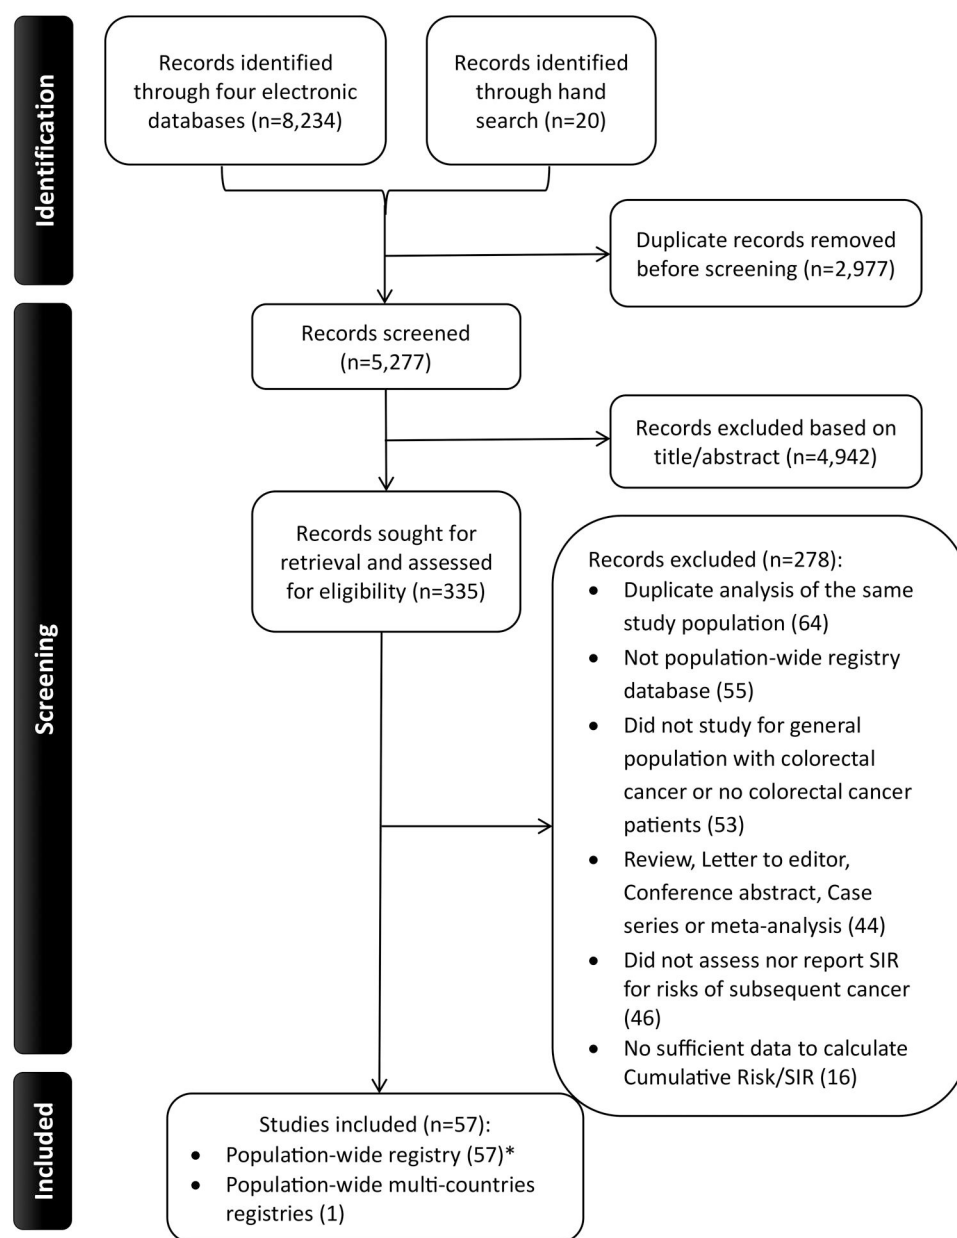 Identification
Records identified
through four electronic
databases (n=8,234)
Records identified
through hand
search (n=20)
Duplicate records removed
before screening (n=2,977)
Screening
Records screened
(n=5,277)
Records excluded based on
title/abstract (n=4,942)
Records sought for
retrieval and assessed
for eligibility (n=335)
Records excluded (n=278):
• Duplicate analysis of the same
study population (64)
• Not population-wide registry
database (55)
• Did not study for general
population with colorectal
cancer or no colorectal cancer
patients (53)
• Review, Letter to editor,
Conference abstract, Case
series or meta-analysis (44)
• Did not assess nor report SIR
for risks of subsequent cancer
(46)
• No sufficient data to calculate
Cumulative Risk/SIR (16)
Included
Studies included (n=57):
• Population-wide registry (57)*
• Population-wide multi-countries
registries (1)